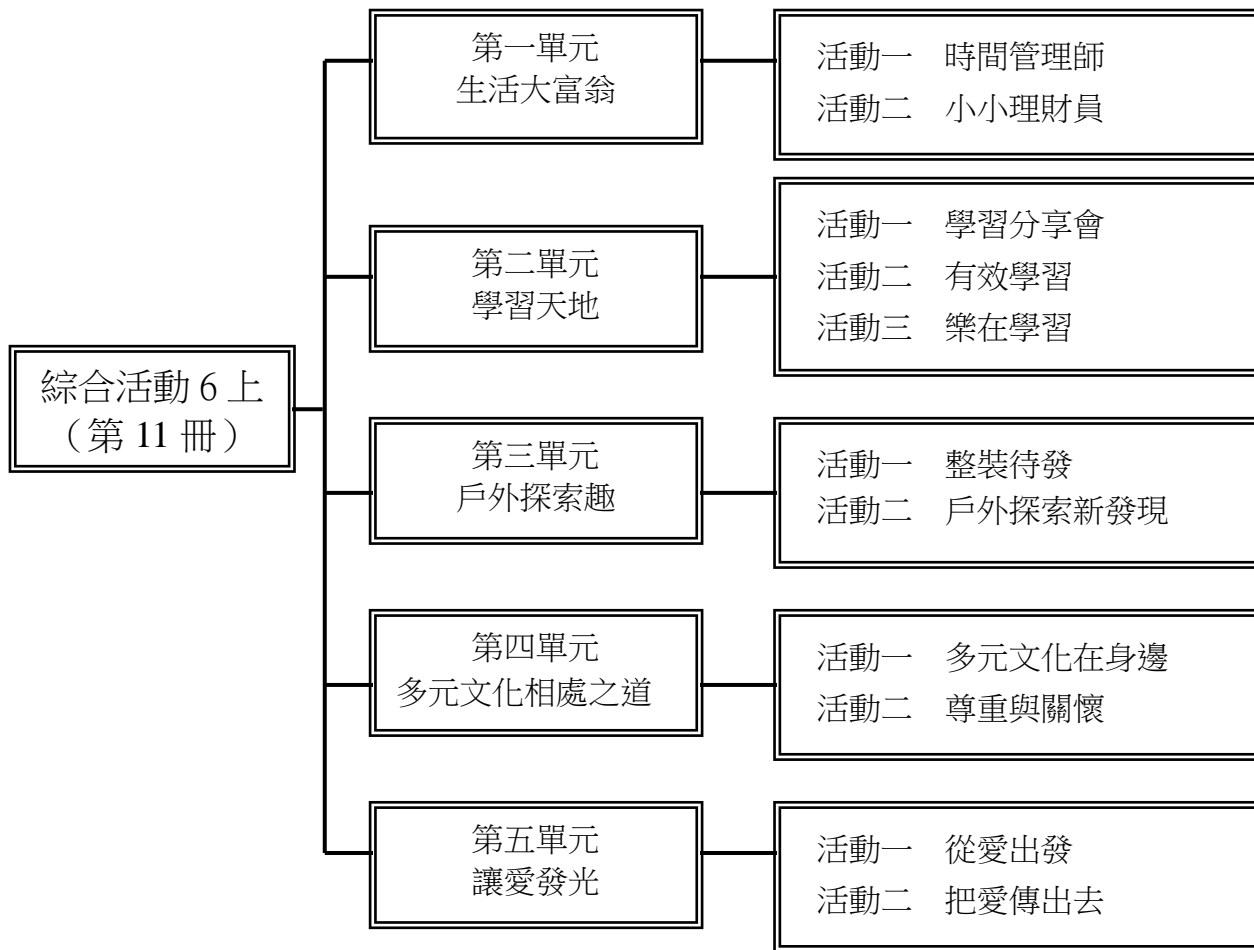 綜合活動 6 上
（第 11 冊）
第一單元
生活大富翁
活動一　時間管理師
活動二　小小理財員
第二單元
學習天地
活動一　學習分享會
活動二　有效學習
活動三　樂在學習
第三單元
戶外探索趣
活動一　整裝待發
活動二　戶外探索新發現
第四單元
多元文化相處之道
活動一　多元文化在身邊
活動二　尊重與關懷
第五單元
讓愛發光
活動一　從愛出發
活動二　把愛傳出去